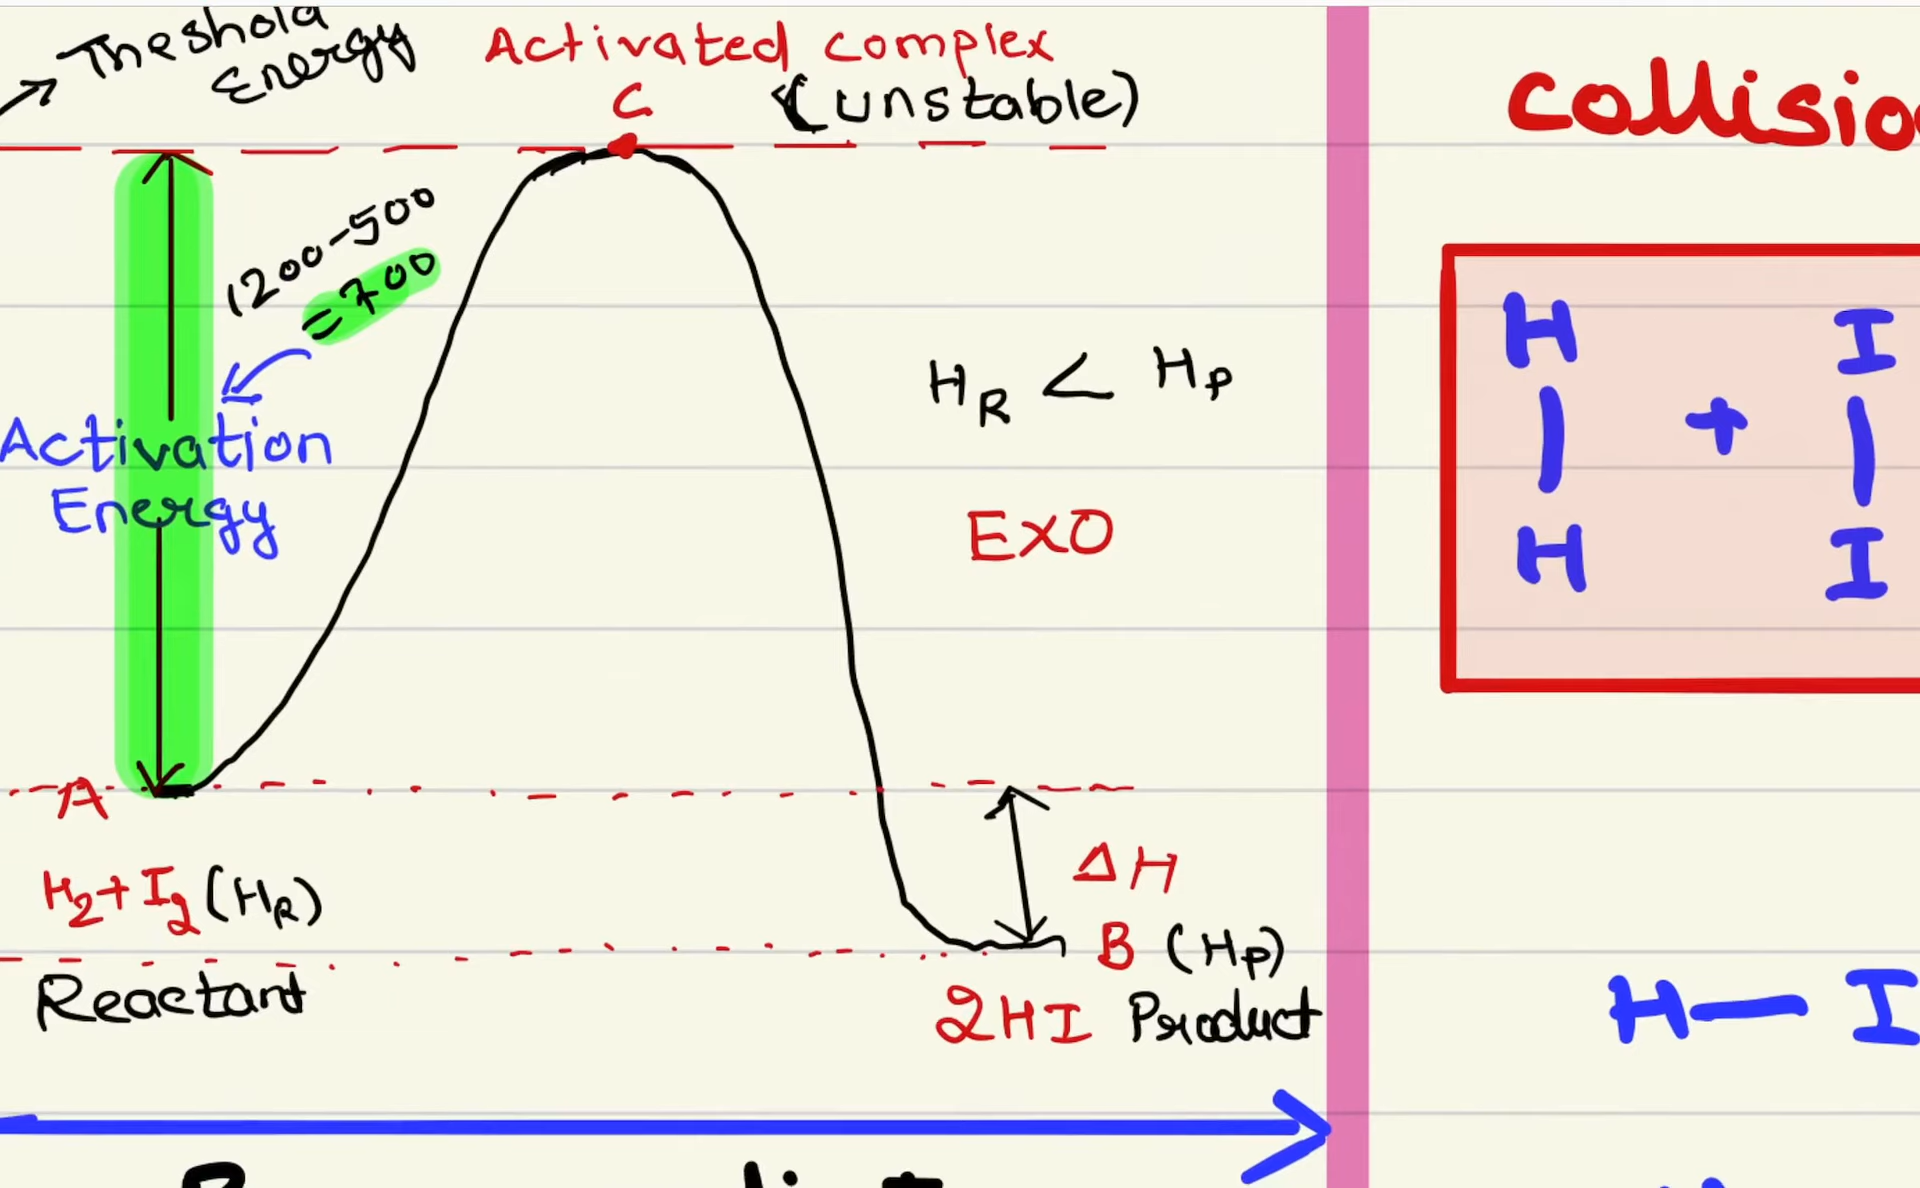 Theshold
Energy
Activated complex
C
(unstable)
1200-500
=700
Activation
Energy
HR < HP
EXO
A
H2+I2 (HR)
Reactant
ΔH
B (HP)
2HI Product
collisio
H I
+
H I
H — I